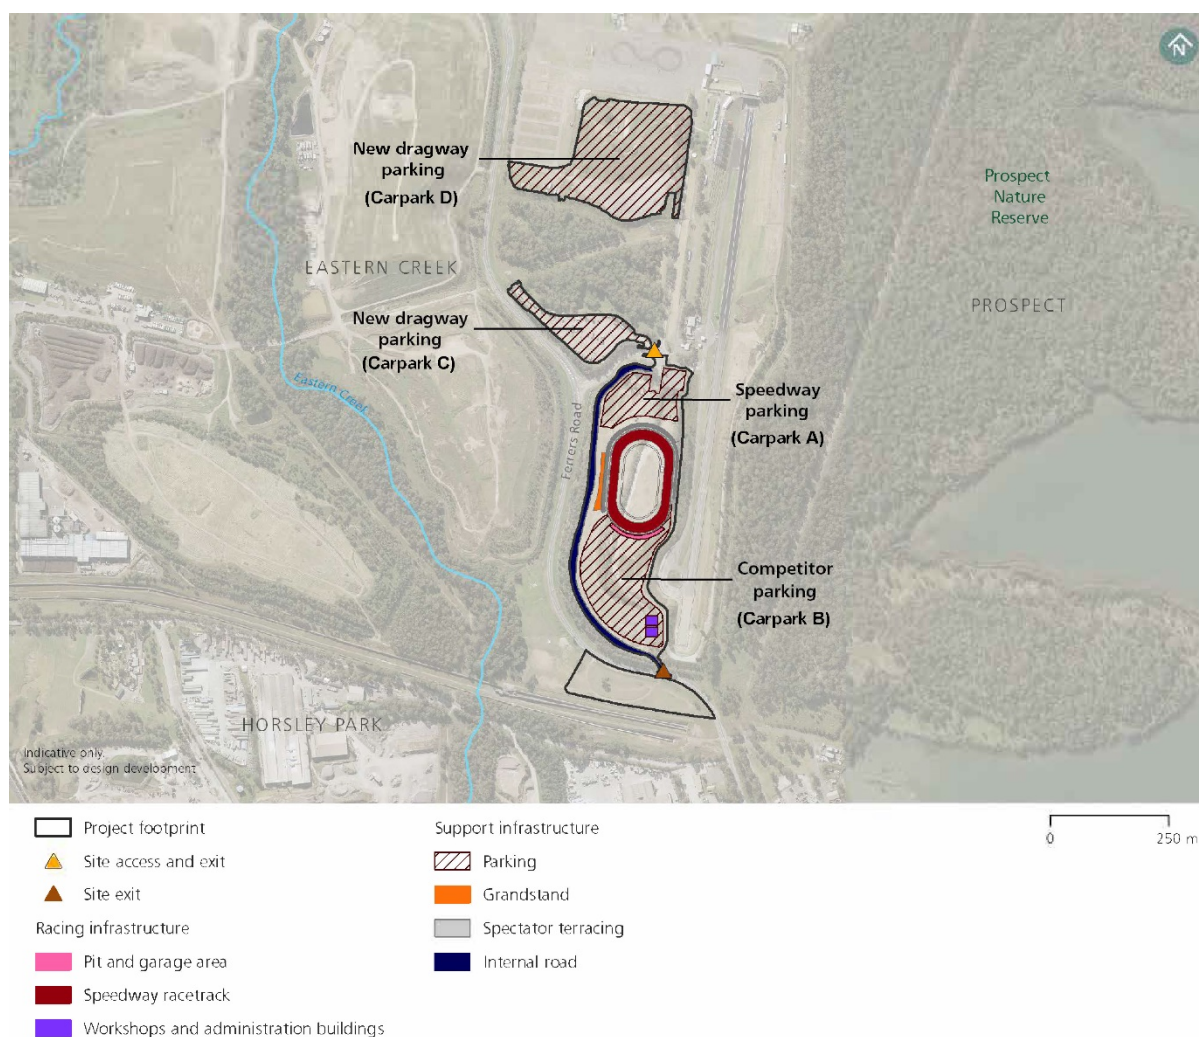 N
New dragway
parking
(Carpark D)
Prospect
Nature
Reserve
EASTERN CREEK
PROSPECT
New dragway
parking
(Carpark C)
Eastern Creek
Ferrers Road
Speedway
parking
(Carpark A)
Competitor
parking
(Carpark B)
HORSLEY PARK
Indicative only.
Subject to design development
Project footprint
Site access and exit
Site exit
Racing infrastructure
Pit and garage area
Speedway racetrack
Workshops and administration buildings
Support infrastructure
Parking
Grandstand
Spectator terracing
Internal road
0 250 m